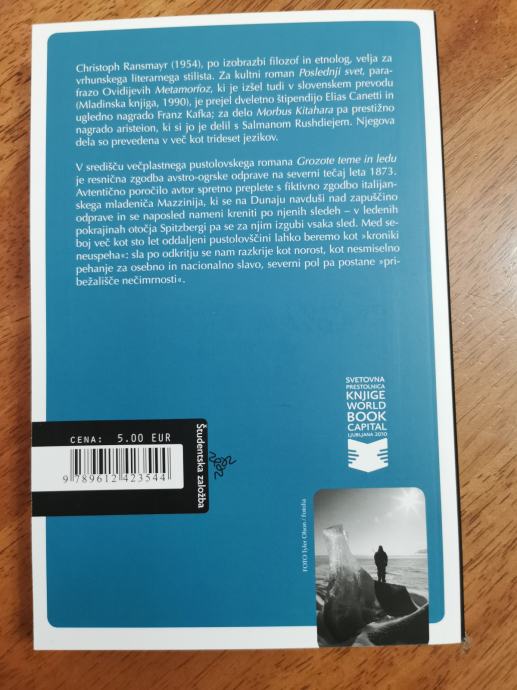 Christoph Ransmayr (1954), po izobrazbi filozof in etnolog, velja za
vrhunskega literarnega stilista. Za kultni roman Poslednji svet, para-
frazo Ovidijevih Metamorfoz, ki je izšel tudi v slovenskem prevodu
(Mladinska knjiga, 1990), je prejel dveletno štipendijo Elias Canetti in
ugledno nagrado Franz Kafka; za delo Morbus Kitahara pa prestižno
nagrado aristeion, ki si jo je delil s Salmanom Rushdiejem. Njegova
dela so prevedena v več kot trideset jezikov.
V središču večplastnega pustolovskega romana Grozote teme in ledu
je resnična zgodba avstro-ogrske odprave na severni tečaj leta 1873.
Avtentično poročilo avtor spretno preplete s fiktivno zgodbo italijan-
skega mladeniča Mazzinija, ki se na Dunaju navduši nad zapuščino
odprave in se naposled nameni kreniti po njenih sledeh – v ledenih
pokrajinah otočja Spitzbergi pa se za njim izgubi vsaka sled. Med se-
boj več kot sto let oddaljeni pustolovščini lahko beremo kot »kroniki
neuspeha«: sla po odkritju se nam razkrije kot norost, kot nesmiselno
pehanje za osebno in nacionalno slavo, severni pol pa postane »pri-
bežališče nečimrnosti«.
SVETOVNA
PRESTOLNICA
KNJIGE
WORLD
BOOK
CAPITAL
LJUBLJANA 2010
CENA: 5.00 EUR
9 789612 423544
Študentska založba
FOTO Tyler Olson / Fotolia